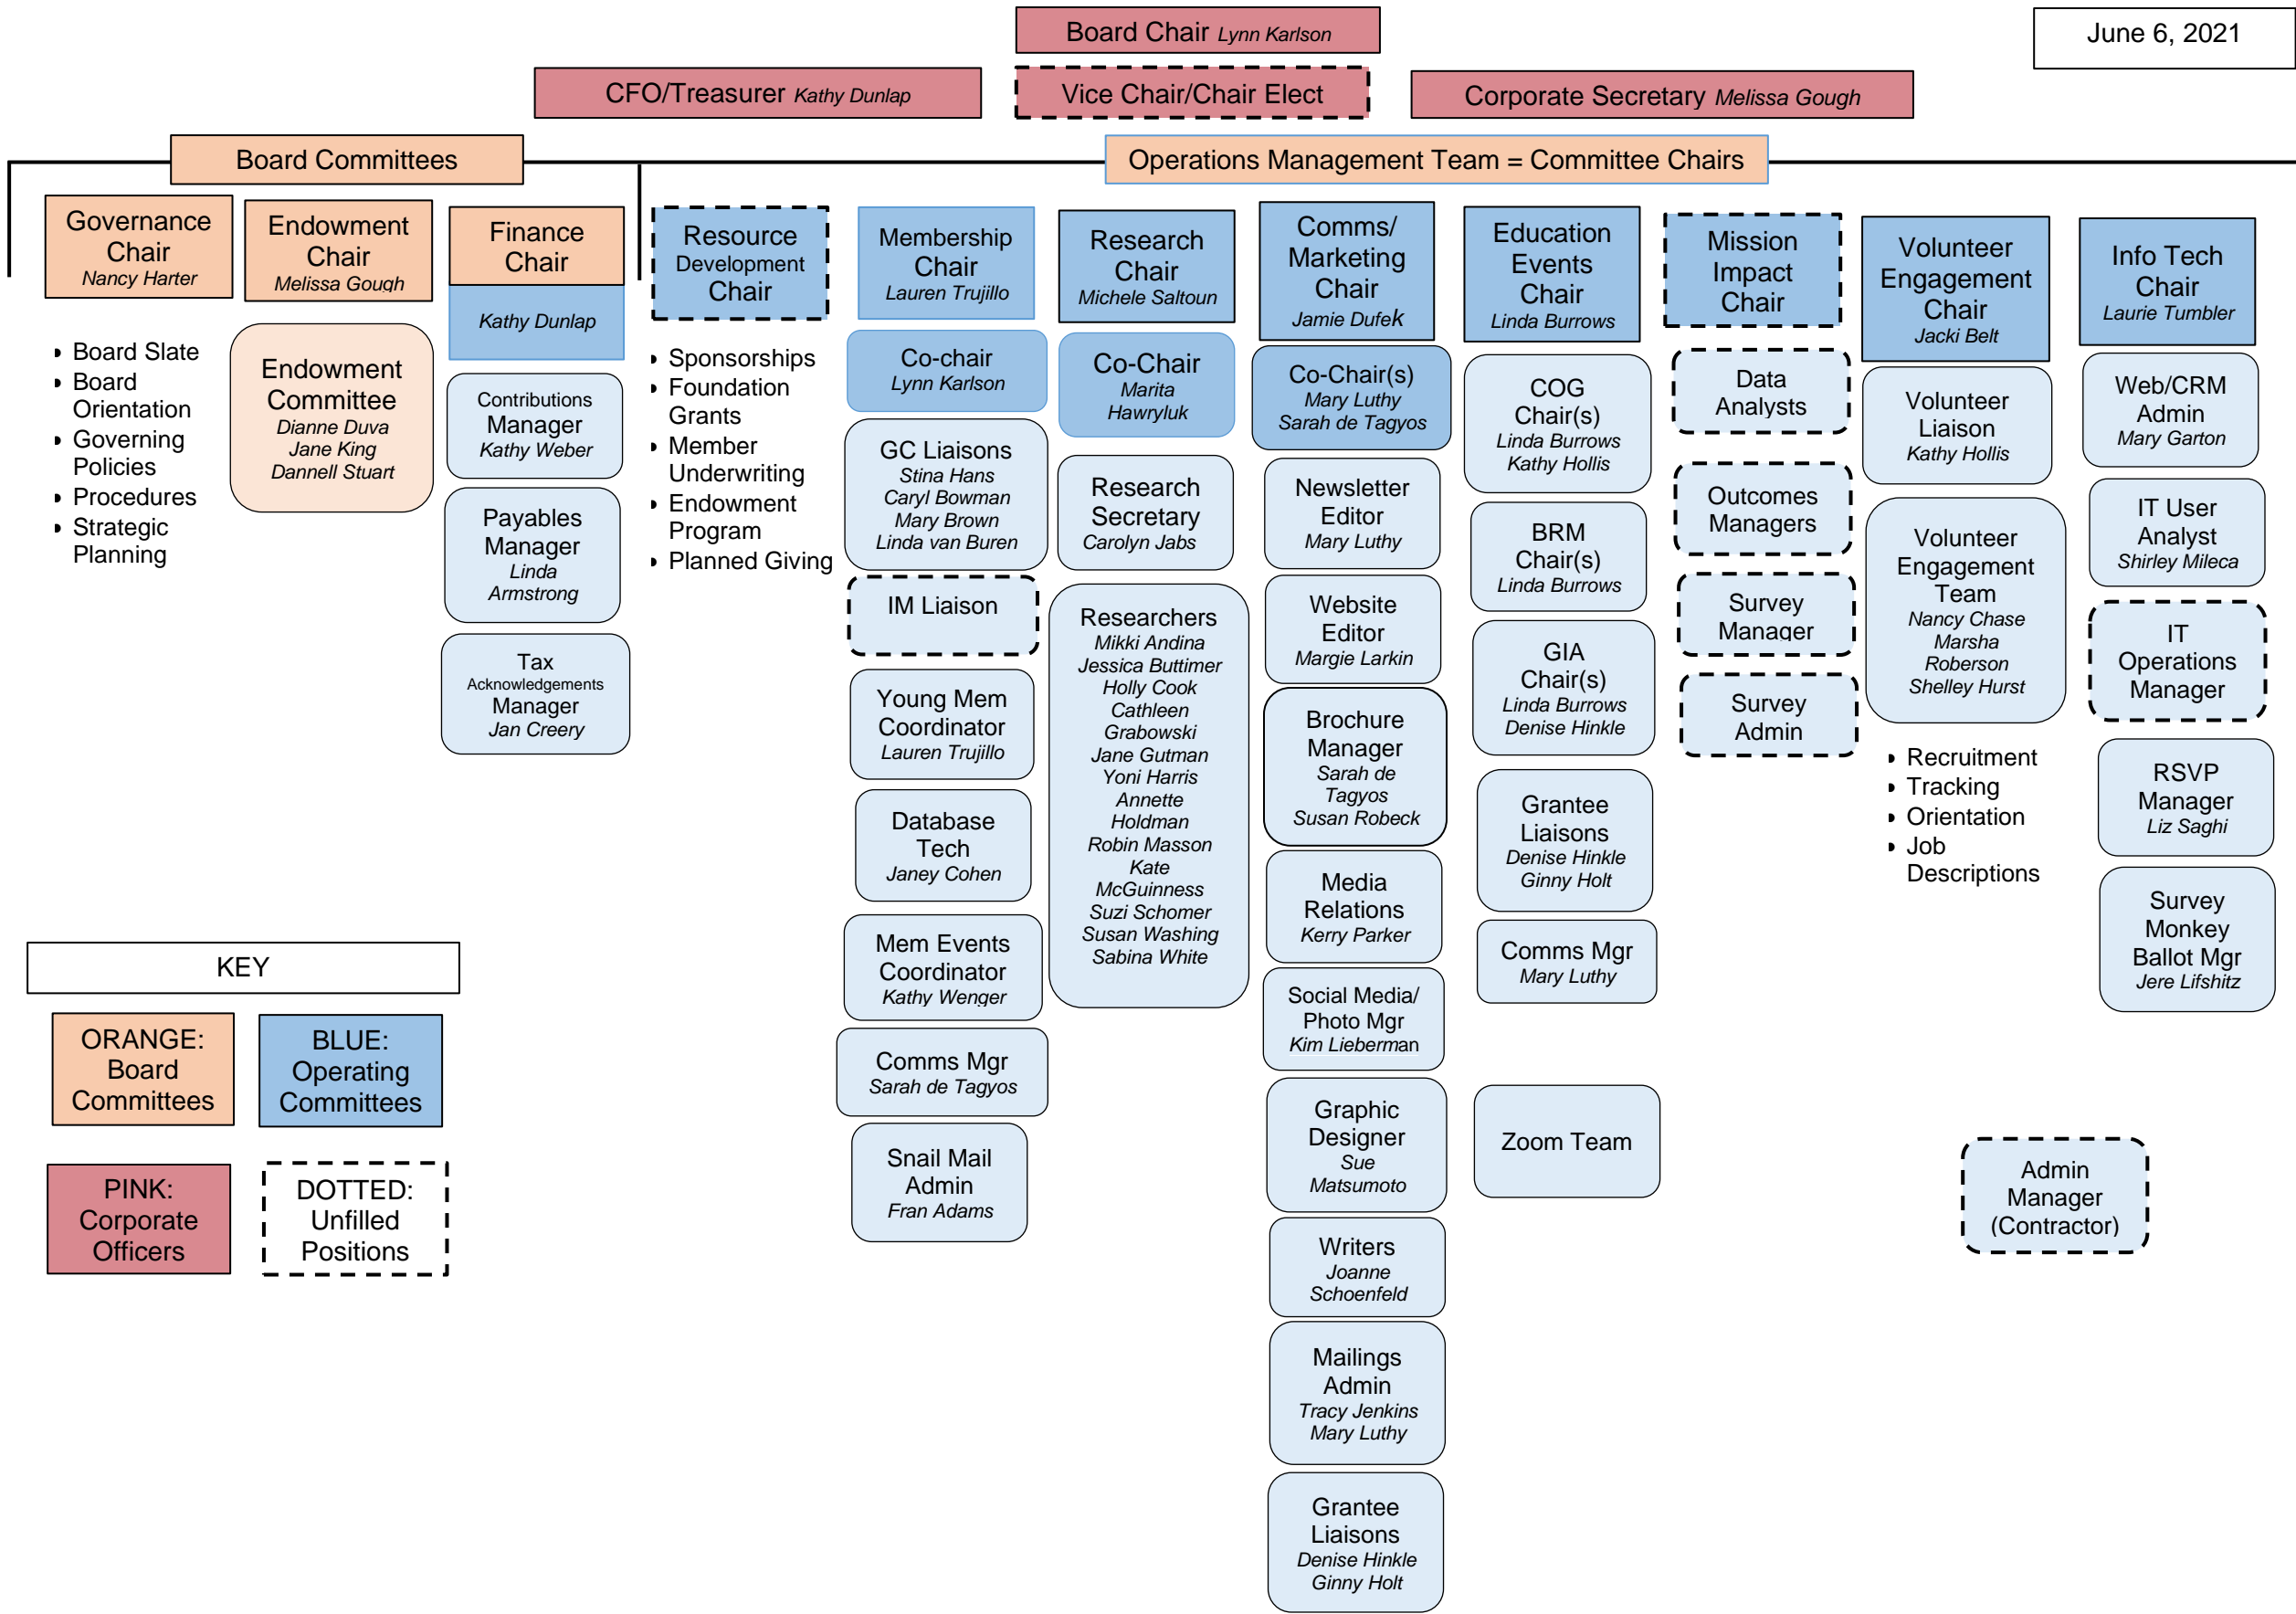 Board Chair Lynn Karlson
June 6, 2021
CFO/Treasurer Kathy Dunlap
Vice Chair/Chair Elect
Corporate Secretary Melissa Gough
Board Committees
Operations Management Team = Committee Chairs
Governance
Chair
Nancy Harter
• Board Slate
• Board
Orientation
• Governing
Policies
• Procedures
• Strategic
Planning
Endowment
Chair
Melissa Gough
Endowment
Committee
Dianne Duva
Jane King
Dannell Stuart
Finance
Chair
Kathy Dunlap
Contributions
Manager
Kathy Weber
Payables
Manager
Linda
Armstrong
Tax
Acknowledgements
Manager
Jan Creery
Resource
Development
Chair
• Sponsorships
• Foundation
Grants
• Member
Underwriting
• Endowment
Program
• Planned Giving
Membership
Chair
Lauren Trujillo
Co-chair
Lynn Karlson
GC Liaisons
Stina Hans
Caryl Bowman
Mary Brown
Linda van Buren
IM Liaison
Young Mem
Coordinator
Lauren Trujillo
Database
Tech
Janey Cohen
Mem Events
Coordinator
Kathy Wenger
Comms Mgr
Sarah de Tagyos
Snail Mail
Admin
Fran Adams
Research
Chair
Michele Saltoun
Co-Chair
Marita
Hawryluk
Research
Secretary
Carolyn Jabs
Researchers
Mikki Andina
Jessica Buttimer
Holly Cook
Cathleen
Grabowski
Jane Gutman
Yoni Harris
Annette
Holdman
Robin Masson
Kate
McGuinness
Suzi Schomer
Susan Washing
Sabina White
Comms/
Marketing
Chair
Jamie Dufek
Co-Chair(s)
Mary Luthy
Sarah de Tagyos
Newsletter
Editor
Mary Luthy
Website
Editor
Margie Larkin
Brochure
Manager
Sarah de
Tagyos
Susan Robeck
Media
Relations
Kerry Parker
Social Media/
Photo Mgr
Kim Lieberman
Graphic
Designer
Sue
Matsumoto
Writers
Joanne
Schoenfeld
Mailings
Admin
Tracy Jenkins
Mary Luthy
Grantee
Liaisons
Denise Hinkle
Ginny Holt
Education
Events
Chair
Linda Burrows
COG
Chair(s)
Linda Burrows
Kathy Hollis
BRM
Chair(s)
Linda Burrows
GIA
Chair(s)
Linda Burrows
Denise Hinkle
Grantee
Liaisons
Denise Hinkle
Ginny Holt
Comms Mgr
Mary Luthy
Zoom Team
Mission
Impact
Chair
Data
Analysts
Outcomes
Managers
Survey
Manager
Survey
Admin
Volunteer
Engagement
Chair
Jacki Belt
Volunteer
Liaison
Kathy Hollis
Volunteer
Engagement
Team
Nancy Chase
Marsha
Roberson
Shelley Hurst
• Recruitment
• Tracking
• Orientation
• Job
Descriptions
Info Tech
Chair
Laurie Tumbler
Web/CRM
Admin
Mary Garton
IT User
Analyst
Shirley Mileca
IT
Operations
Manager
RSVP
Manager
Liz Saghi
Survey
Monkey
Ballot Mgr
Jere Lifshitz
Admin
Manager
(Contractor)
KEY
ORANGE:
Board
Committees
BLUE:
Operating
Committees
PINK:
Corporate
Officers
DOTTED:
Unfilled
Positions